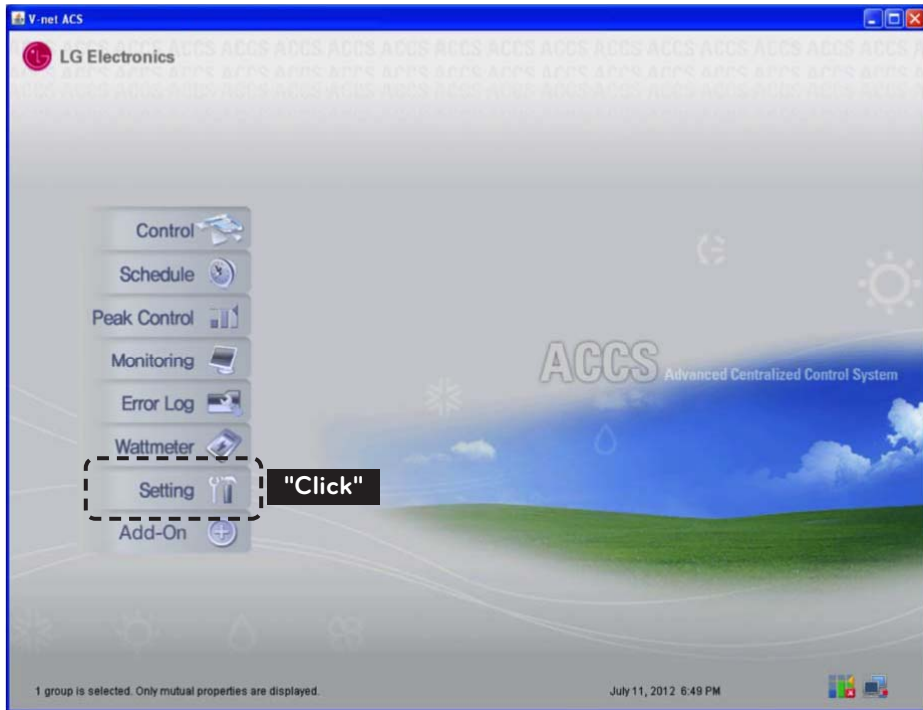 V-net ACS
LG Electronics
Control
Schedule
Peak Control
Monitoring
Error Log
Wattmeter
Setting
"Click"
Add-On
ACCS Advanced Centralized Control System
1 group is selected. Only mutual properties are displayed.
July 11, 2012 6:49 PM